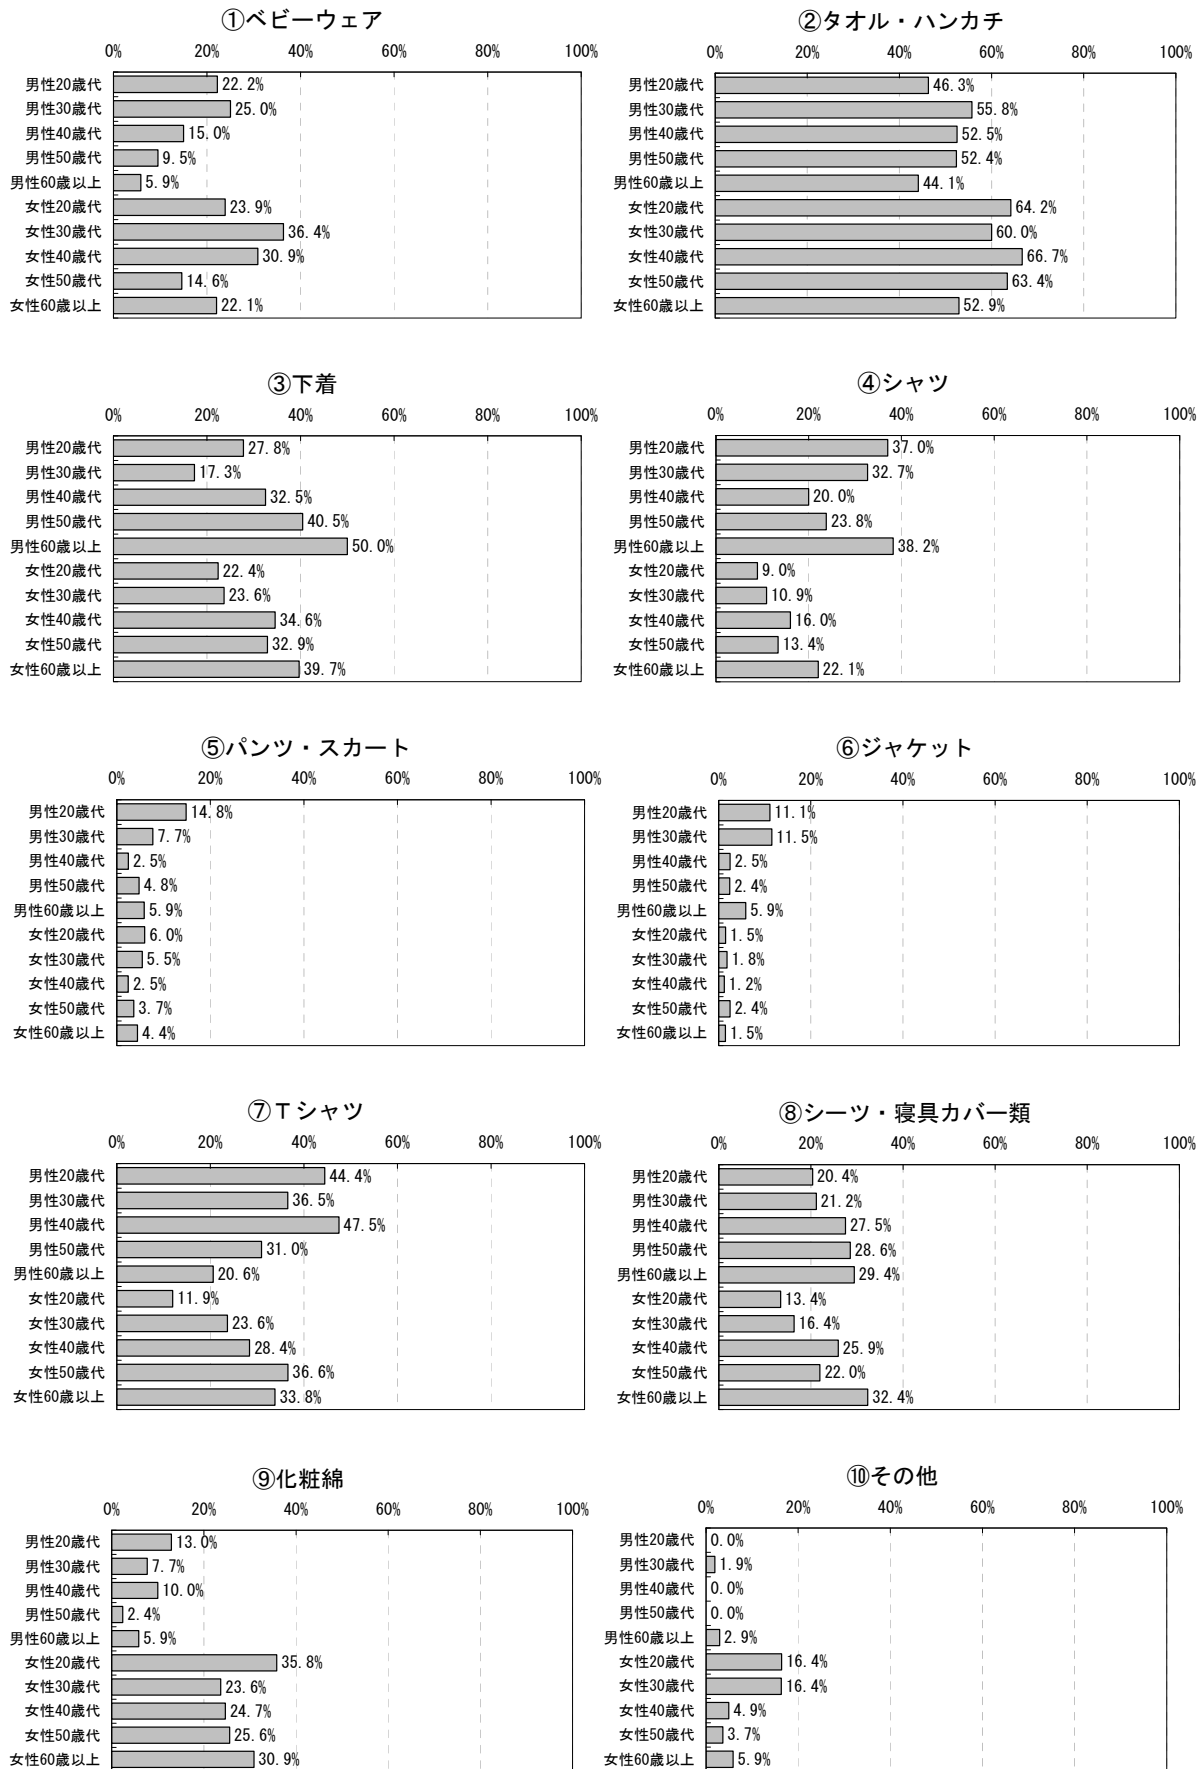 ①ベビーウェア
0% 20% 40% 60% 80% 100%
男性20歳代 22.2%
男性30歳代 25.0%
男性40歳代 15.0%
男性50歳代 9.5%
男性60歳以上 5.9%
女性20歳代 23.9%
女性30歳代 36.4%
女性40歳代 30.9%
女性50歳代 14.6%
女性60歳以上 22.1%
②タオル・ハンカチ
0% 20% 40% 60% 80% 100%
男性20歳代 46.3%
男性30歳代 55.8%
男性40歳代 52.5%
男性50歳代 52.4%
男性60歳以上 44.1%
女性20歳代 64.2%
女性30歳代 60.0%
女性40歳代 66.7%
女性50歳代 63.4%
女性60歳以上 52.9%
③下着
0% 20% 40% 60% 80% 100%
男性20歳代 27.8%
男性30歳代 17.3%
男性40歳代 32.5%
男性50歳代 40.5%
男性60歳以上 50.0%
女性20歳代 22.4%
女性30歳代 23.6%
女性40歳代 34.6%
女性50歳代 32.9%
女性60歳以上 39.7%
④シャツ
0% 20% 40% 60% 80% 100%
男性20歳代 37.0%
男性30歳代 32.7%
男性40歳代 20.0%
男性50歳代 23.8%
男性60歳以上 38.2%
女性20歳代 9.0%
女性30歳代 10.9%
女性40歳代 16.0%
女性50歳代 13.4%
女性60歳以上 22.1%
⑤パンツ・スカート
0% 20% 40% 60% 80% 100%
男性20歳代 14.8%
男性30歳代 7.7%
男性40歳代 2.5%
男性50歳代 4.8%
男性60歳以上 5.9%
女性20歳代 6.0%
女性30歳代 5.5%
女性40歳代 2.5%
女性50歳代 3.7%
女性60歳以上 4.4%
⑥ジャケット
0% 20% 40% 60% 80% 100%
男性20歳代 11.1%
男性30歳代 11.5%
男性40歳代 2.5%
男性50歳代 2.4%
男性60歳以上 5.9%
女性20歳代 1.5%
女性30歳代 1.8%
女性40歳代 1.2%
女性50歳代 2.4%
女性60歳以上 1.5%
⑦Ｔシャツ
0% 20% 40% 60% 80% 100%
男性20歳代 44.4%
男性30歳代 36.5%
男性40歳代 47.5%
男性50歳代 31.0%
男性60歳以上 20.6%
女性20歳代 11.9%
女性30歳代 23.6%
女性40歳代 28.4%
女性50歳代 36.6%
女性60歳以上 33.8%
⑧シーツ・寝具カバー類
0% 20% 40% 60% 80% 100%
男性20歳代 20.4%
男性30歳代 21.2%
男性40歳代 27.5%
男性50歳代 28.6%
男性60歳以上 29.4%
女性20歳代 13.4%
女性30歳代 16.4%
女性40歳代 25.9%
女性50歳代 22.0%
女性60歳以上 32.4%
⑨化粧綿
0% 20% 40% 60% 80% 100%
男性20歳代 13.0%
男性30歳代 7.7%
男性40歳代 10.0%
男性50歳代 2.4%
男性60歳以上 5.9%
女性20歳代 35.8%
女性30歳代 23.6%
女性40歳代 24.7%
女性50歳代 25.6%
女性60歳以上 30.9%
⑩その他
0% 20% 40% 60% 80% 100%
男性20歳代 0.0%
男性30歳代 1.9%
男性40歳代 0.0%
男性50歳代 0.0%
男性60歳以上 2.9%
女性20歳代 16.4%
女性30歳代 16.4%
女性40歳代 4.9%
女性50歳代 3.7%
女性60歳以上 5.9%